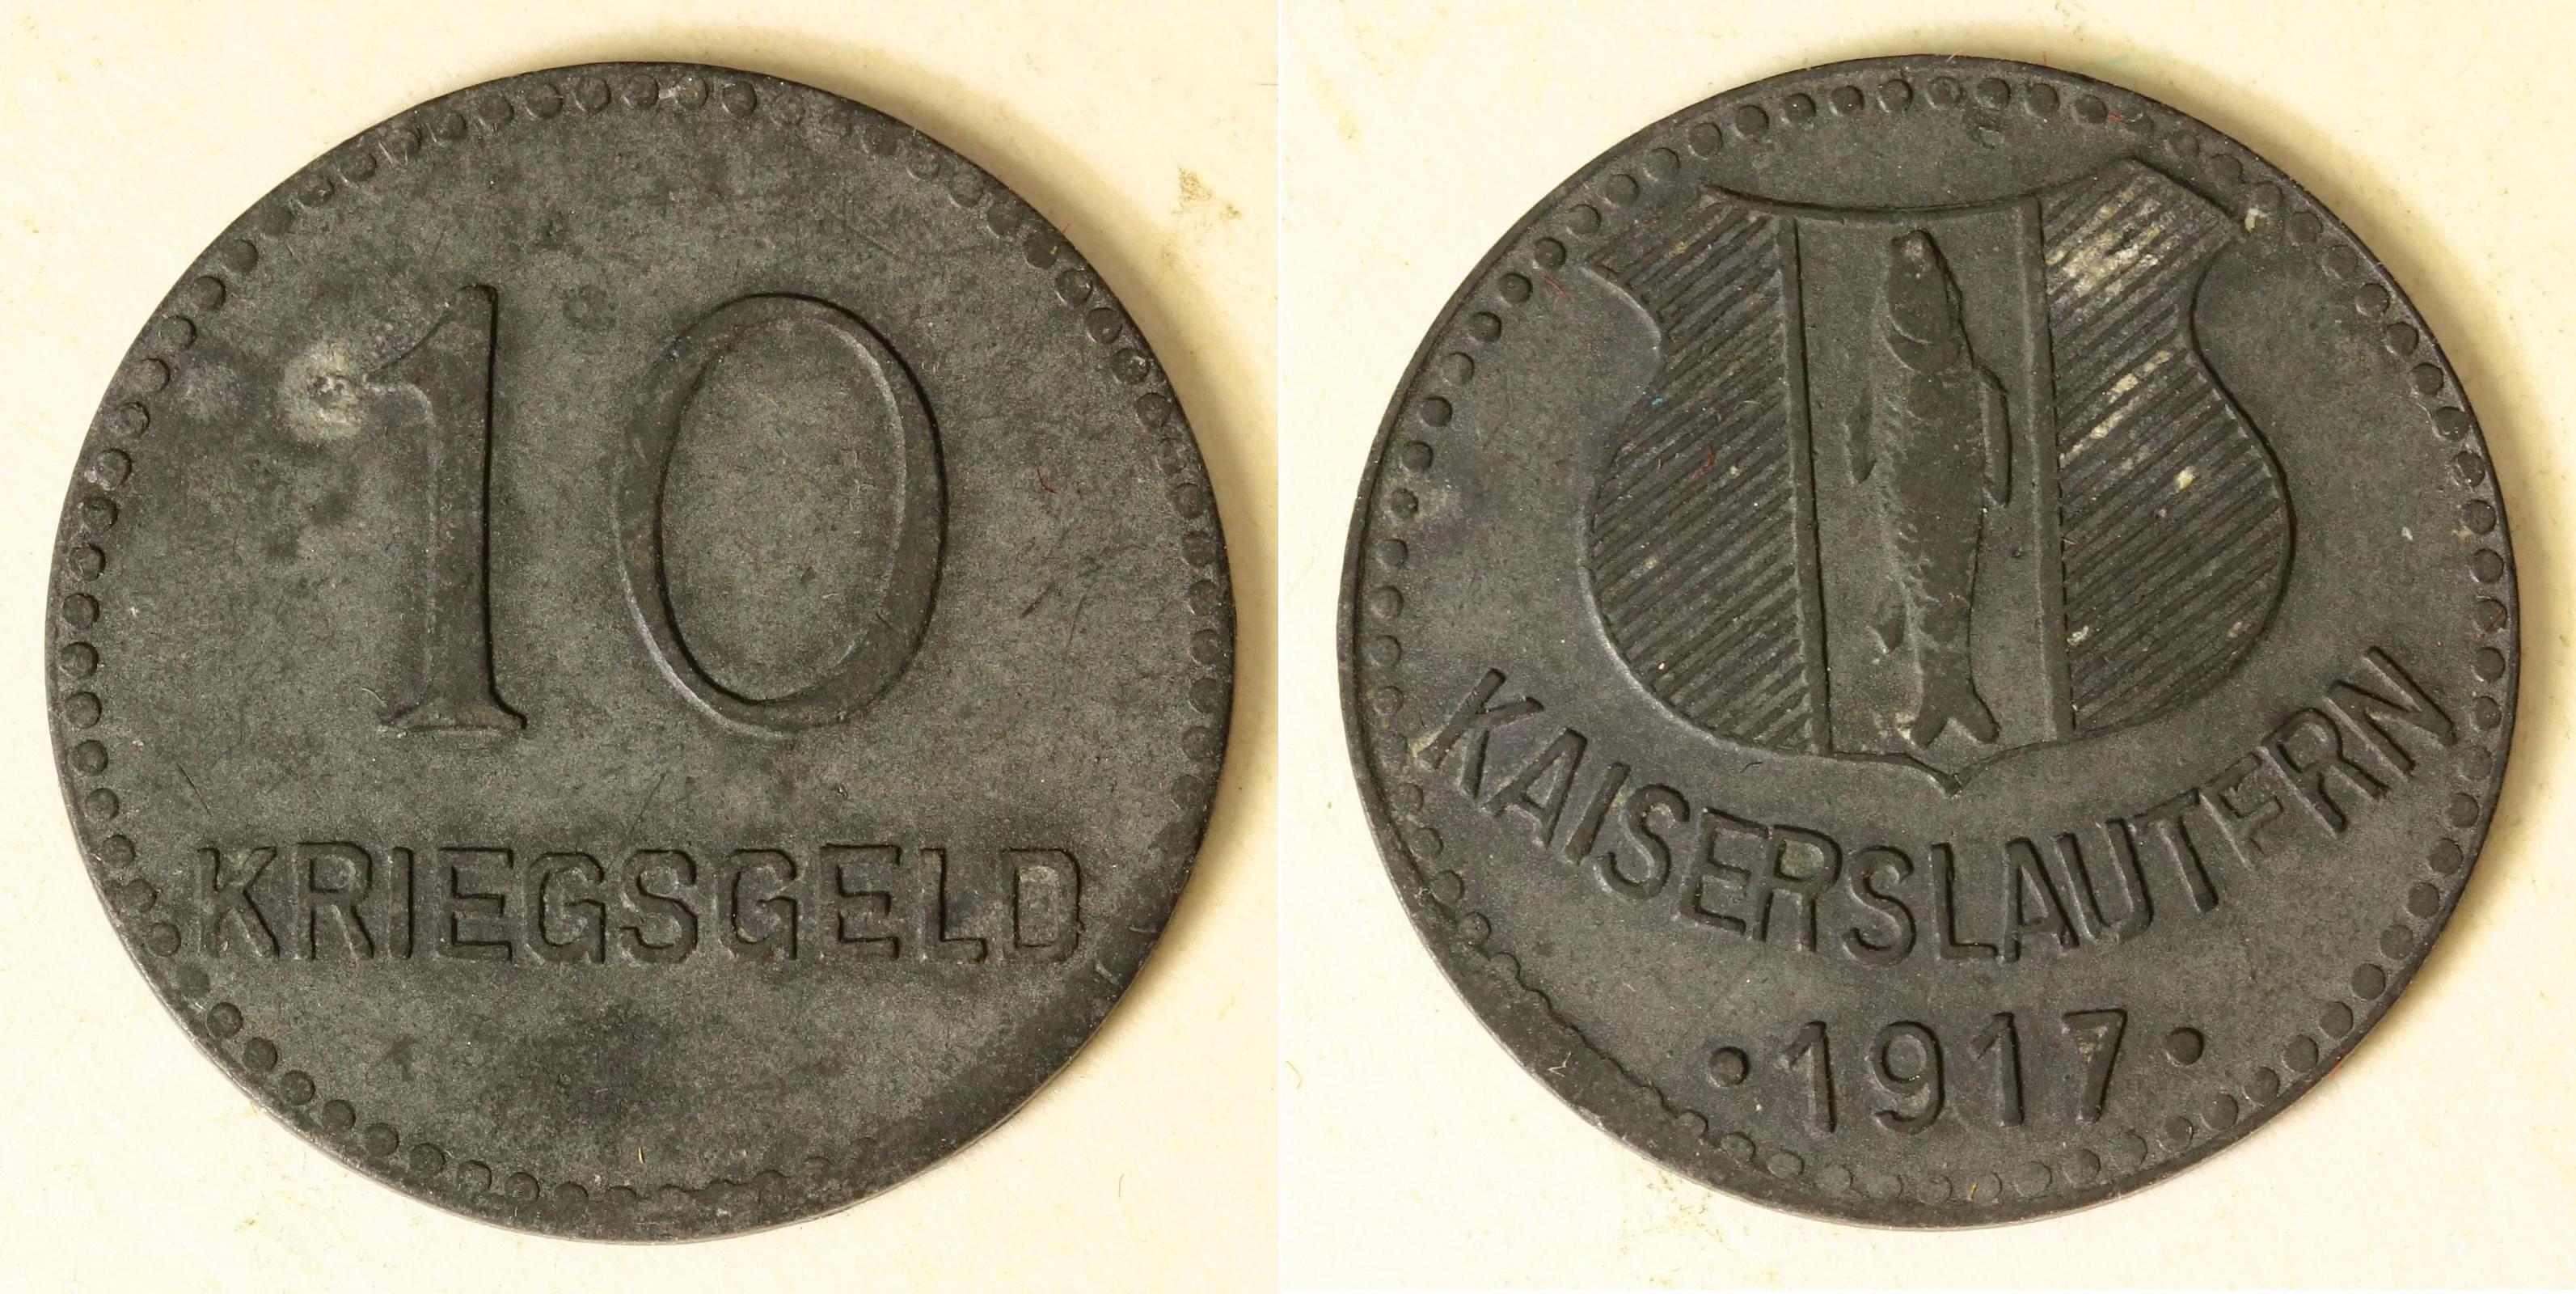 10
KRIEGSGELD
KAISERSLAUTERN
·1917·